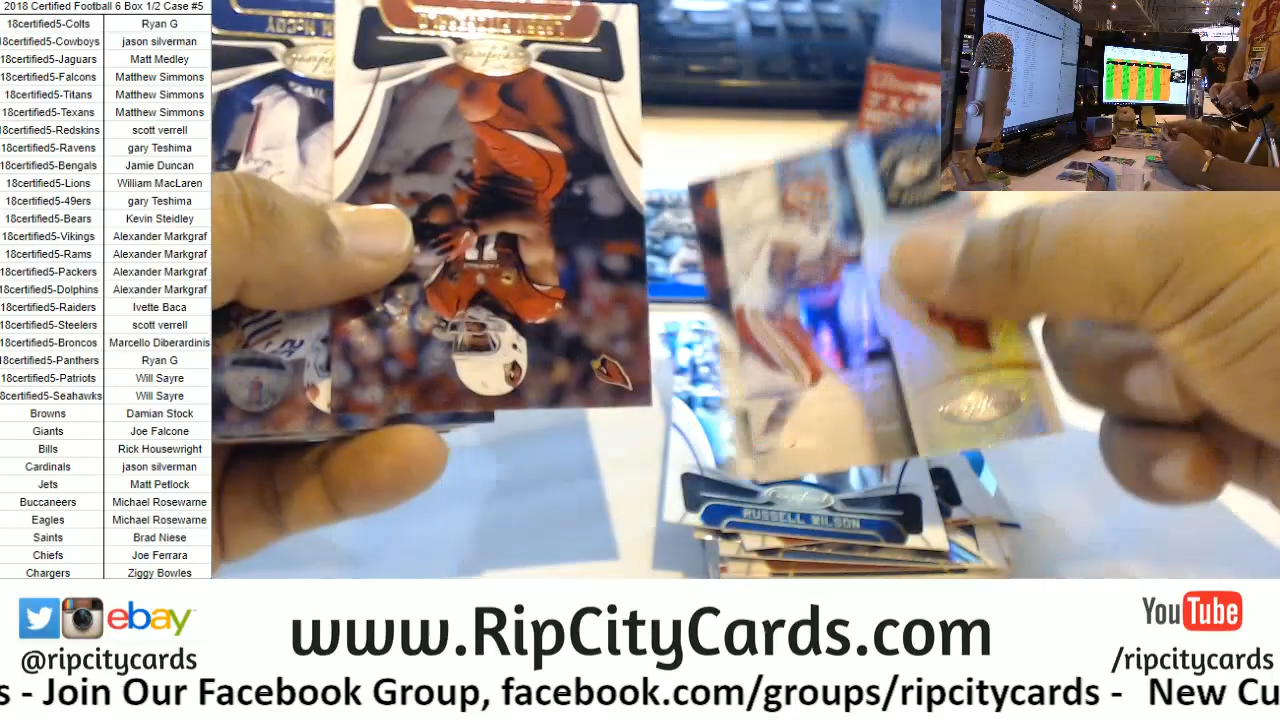 2018 Certified Football 6 Box 1/2 Case #5
18certified5-Colts Ryan G
18certified5-Cowboys jason silverman
18certified5-Jaguars Matt Medley
18certified5-Falcons Matthew Simmons
18certified5-Titans Matthew Simmons
18certified5-Texans Matthew Simmons
18certified5-Redskins scott verrell
18certified5-Ravens gary Teshima
18certified5-Bengals Jamie Duncan
18certified5-Lions William MacLaren
18certified5-49ers gary Teshima
18certified5-Bears Kevin Steidley
18certified5-Vikings Alexander Markgraf
18certified5-Rams Alexander Markgraf
18certified5-Packers Alexander Markgraf
18certified5-Dolphins Alexander Markgraf
18certified5-Raiders Ivette Baca
18certified5-Steelers scott verrell
18certified5-Broncos Marcello Diberardinis
18certified5-Panthers Ryan G
18certified5-Patriots Will Sayre
8certified5-Seahawks Will Sayre
Browns Damian Stock
Giants Joe Falcone
Bills Rick Housewright
Cardinals jason silverman
Jets Matt Petlock
Buccaneers Michael Rosewarne
Eagles Michael Rosewarne
Saints Brad Niese
Chiefs Joe Ferrara
Chargers Ziggy Bowles
11
RUSSELL WILSON
ebay
@ripcitycards
www.RipCityCards.com
YouTube
/ripcitycards
s - Join Our Facebook Group, facebook.com/groups/ripcitycards - New Cu